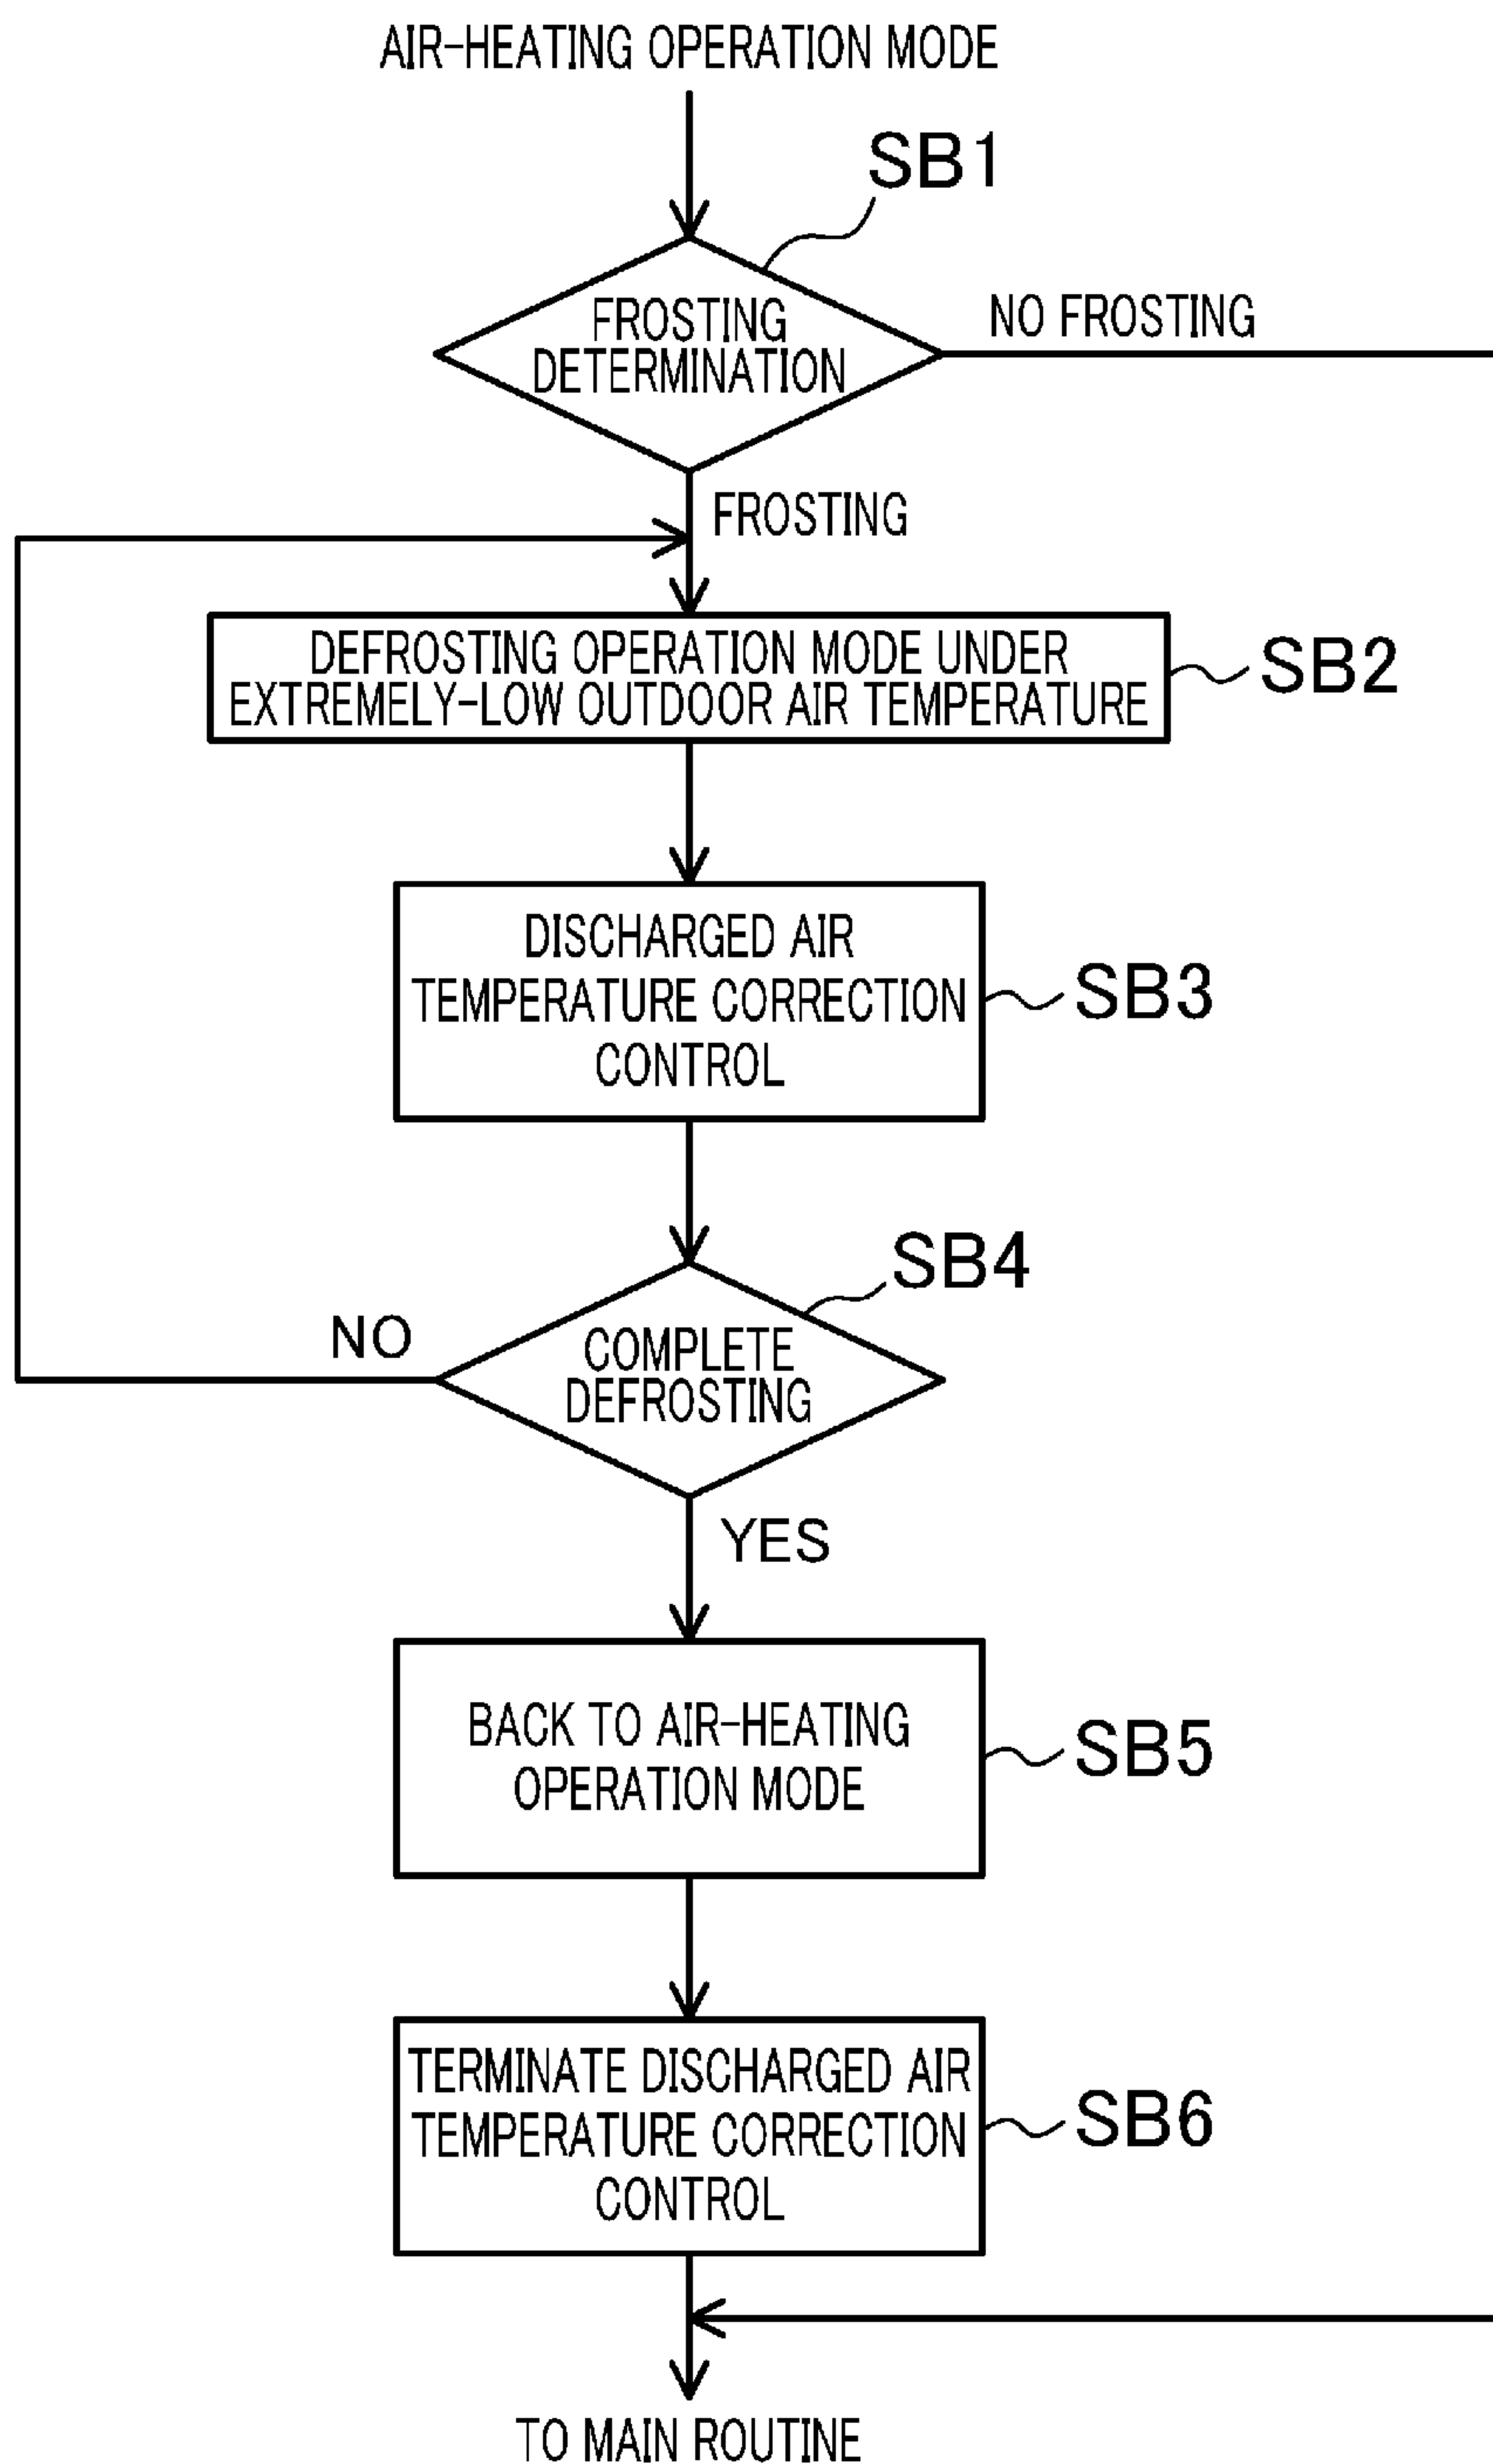 AIR-HEATING OPERATION MODE
SB1
FROSTING
DETERMINATION
NO FROSTING
FROSTING
DEFROSTING OPERATION MODE UNDER
EXTREMELY-LOW OUTDOOR AIR TEMPERATURE
SB2
DISCHARGED AIR
TEMPERATURE CORRECTION
CONTROL
SB3
SB4
COMPLETE
DEFROSTING
NO
YES
BACK TO AIR-HEATING
OPERATION MODE
SB5
TERMINATE DISCHARGED AIR
TEMPERATURE CORRECTION
CONTROL
SB6
TO MAIN ROUTINE